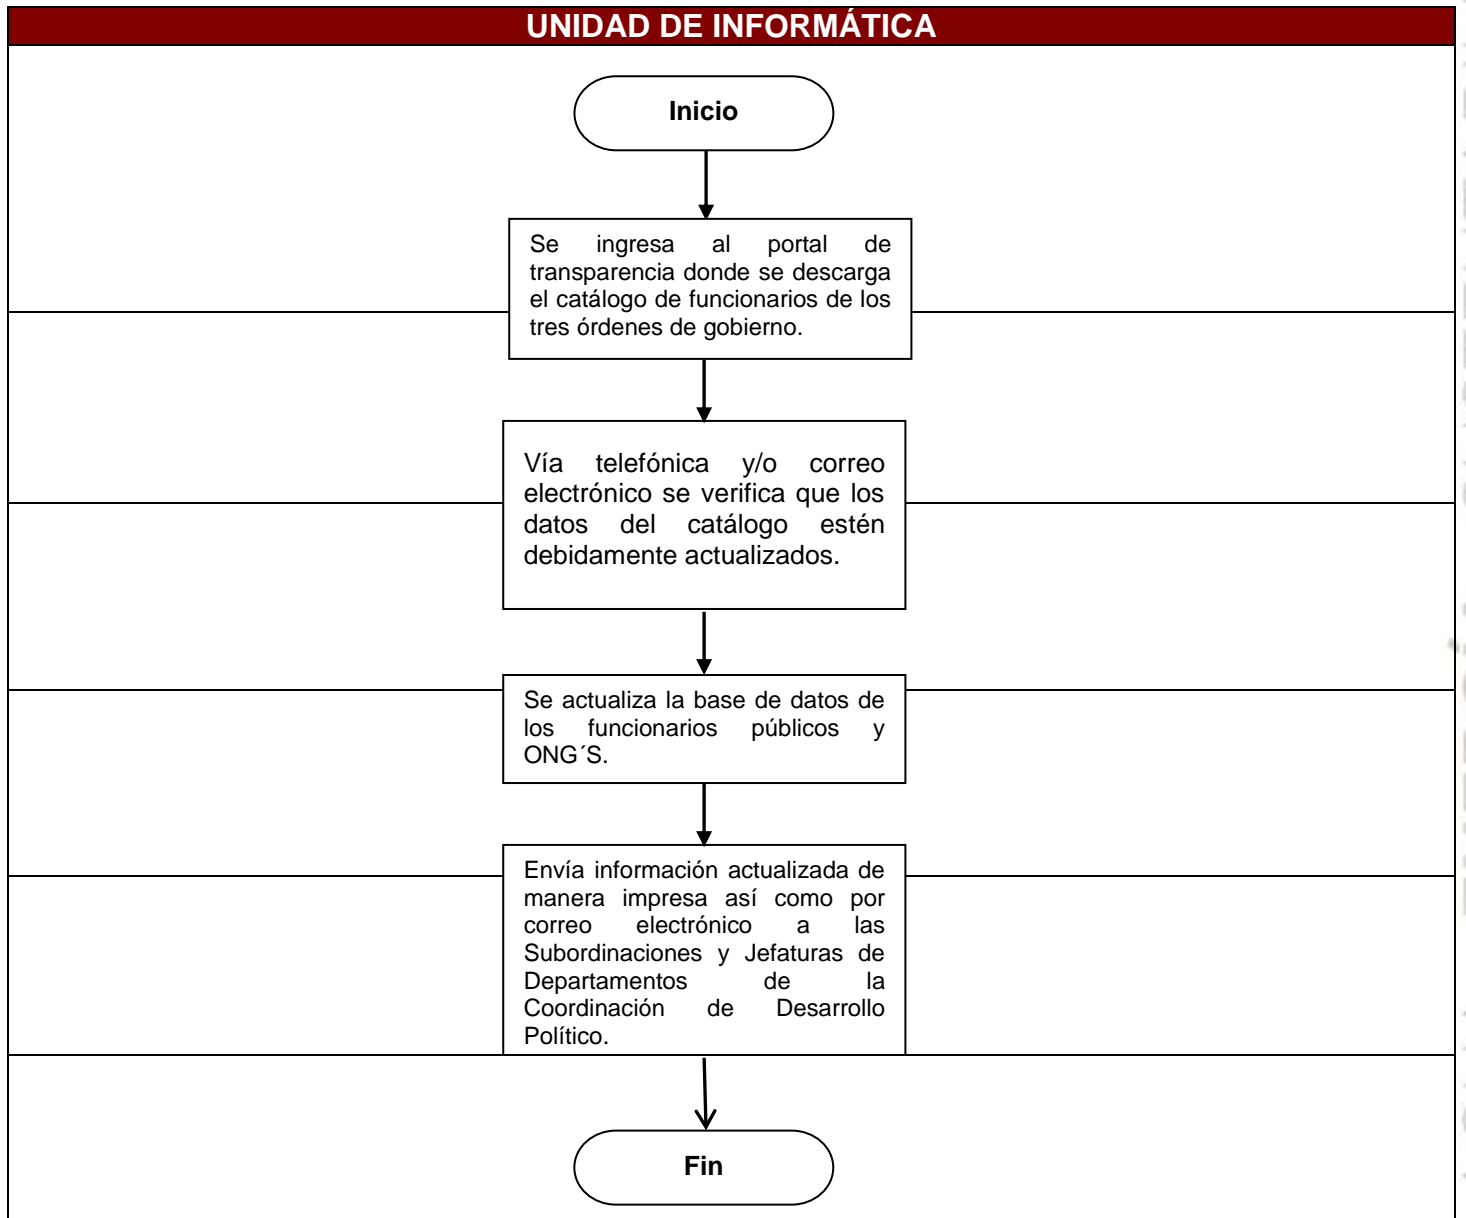 UNIDAD DE INFORMÁTICA
Inicio
Se ingresa al portal de
transparencia donde se descarga
el catálogo de funcionarios de los
tres órdenes de gobierno.
Vía telefónica y/o correo
electrónico se verifica que los
datos del catálogo estén
debidamente actualizados.
Se actualiza la base de datos de
los funcionarios públicos y
ONG´S.
Envía información actualizada de
manera impresa así como por
correo electrónico a las
Subordinaciones y Jefaturas de
Departamentos de la
Coordinación de Desarrollo
Político.
Fin